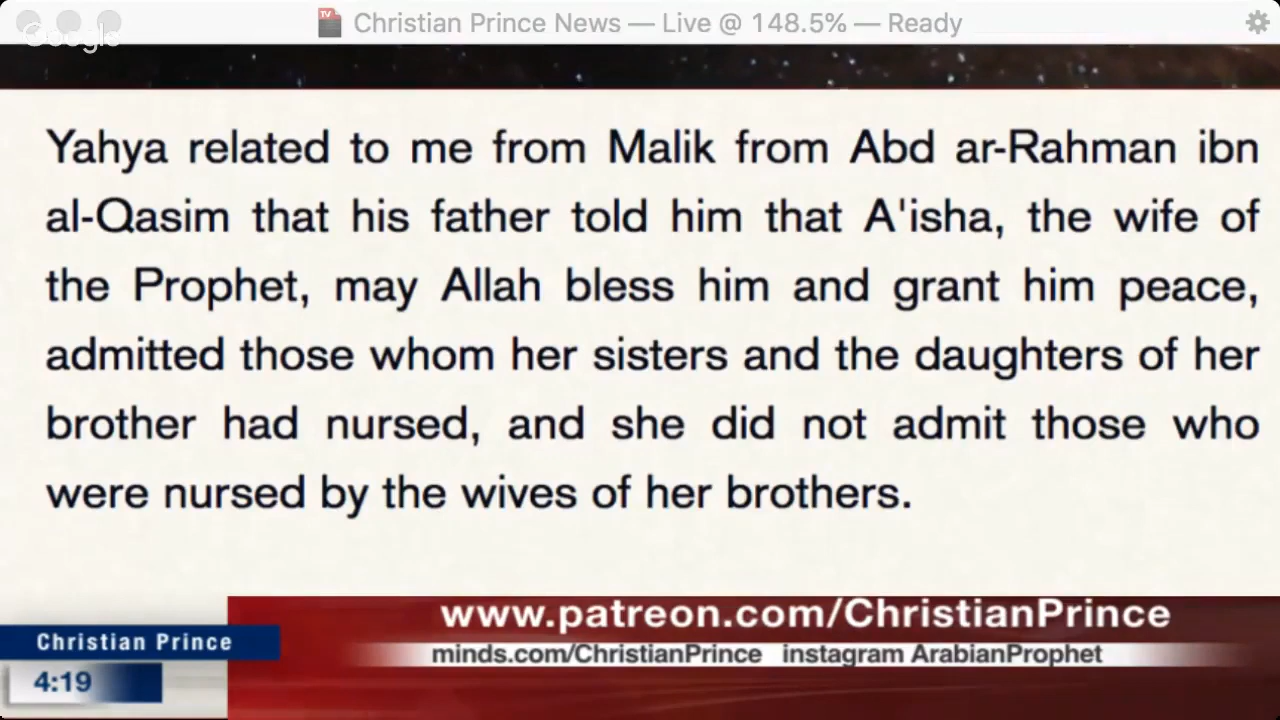 Christian Prince News — Live @ 148.5% — Ready
Google
Yahya related to me from Malik from Abd ar-Rahman ibn
al-Qasim that his father told him that A'isha, the wife of
the Prophet, may Allah bless him and grant him peace,
admitted those whom her sisters and the daughters of her
brother had nursed, and she did not admit those who
were nursed by the wives of her brothers.
www.patreon.com/ChristianPrince
Christian Prince
minds.com/ChristianPrince instagram ArabianProphet
4:19